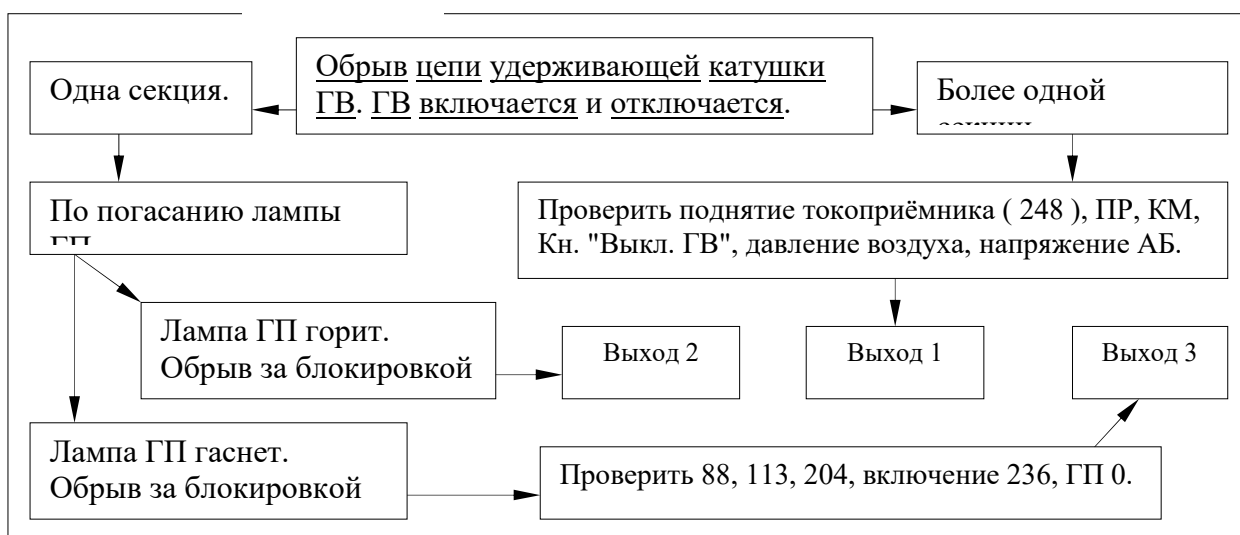 Обрыв цепи удерживающей катушки
ГВ. ГВ включается и отключается.
Одна секция.
Более одной
По погасанию лампы
ГП
Проверить поднятие токоприёмника ( 248 ), ПР, КМ,
Кн. "Выкл. ГВ", давление воздуха, напряжение АБ.
Лампа ГП горит.
Обрыв за блокировкой
Выход 2
Выход 1
Выход 3
Лампа ГП гаснет.
Обрыв за блокировкой
Проверить 88, 113, 204, включение 236, ГП 0.